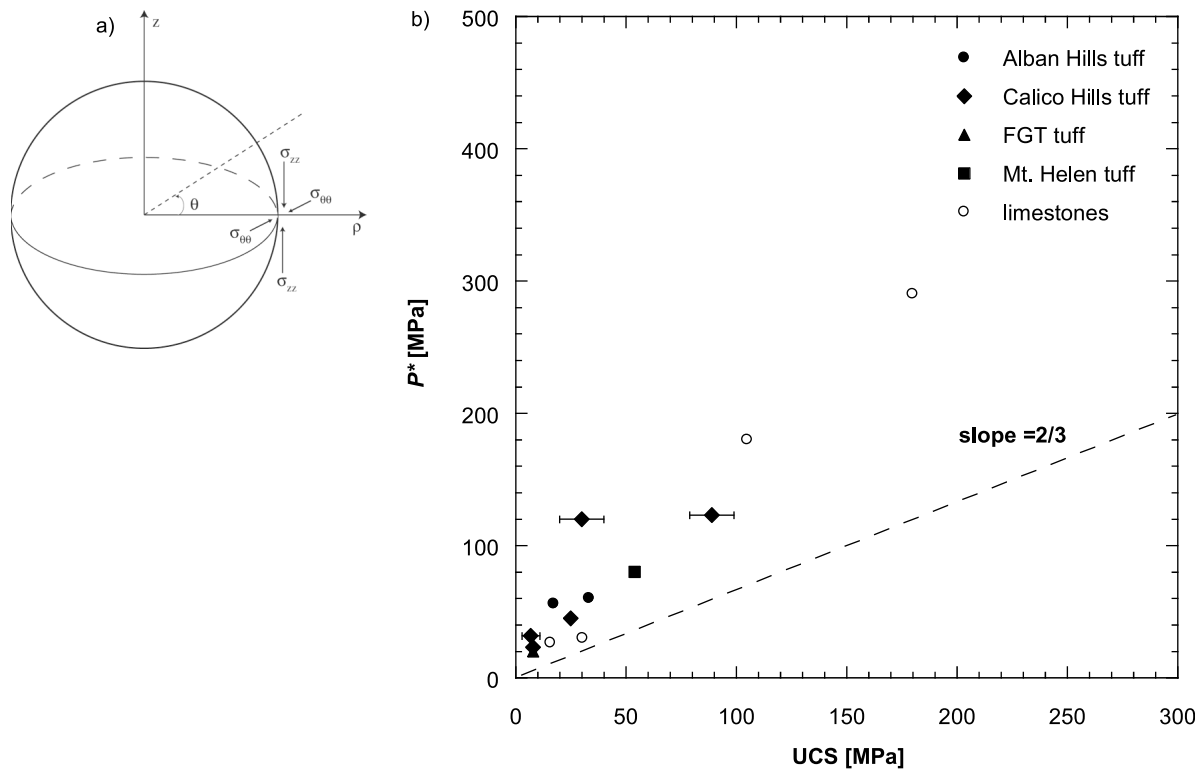 a)
z
σzz
θ
σθθ
ρ
σθθ
σzz
b)
500
400
300
200
100
0
P* [MPa]
Alban Hills tuff
Calico Hills tuff
FGT tuff
Mt. Helen tuff
limestones
slope =2/3
0 50 100 150 200 250 300
UCS [MPa]